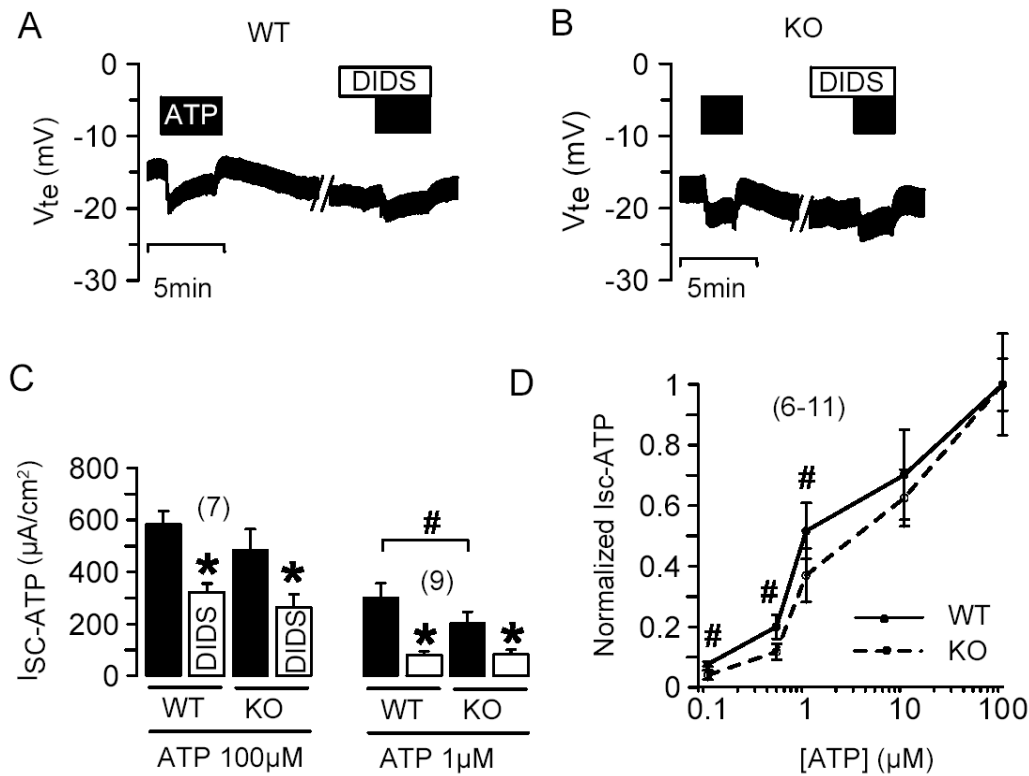 A
WT
0
-10
-20
-30
Vte (mV)
ATP
DIDS
5min
B
KO
0
-10
-20
-30
Vte (mV)
DIDS
5min
C
ISC-ATP (µA/cm²)
800
600
400
200
0
(7)
*
*
DIDS
DIDS
#
(9)
*
*
WT
KO
WT
KO
ATP 100µM
ATP 1µM
D
Normalized Isc-ATP
1
0.8
0.6
0.4
0.2
0
(6-11)
#
#
#
WT
KO
0.1
1
10
100
[ATP] (µM)